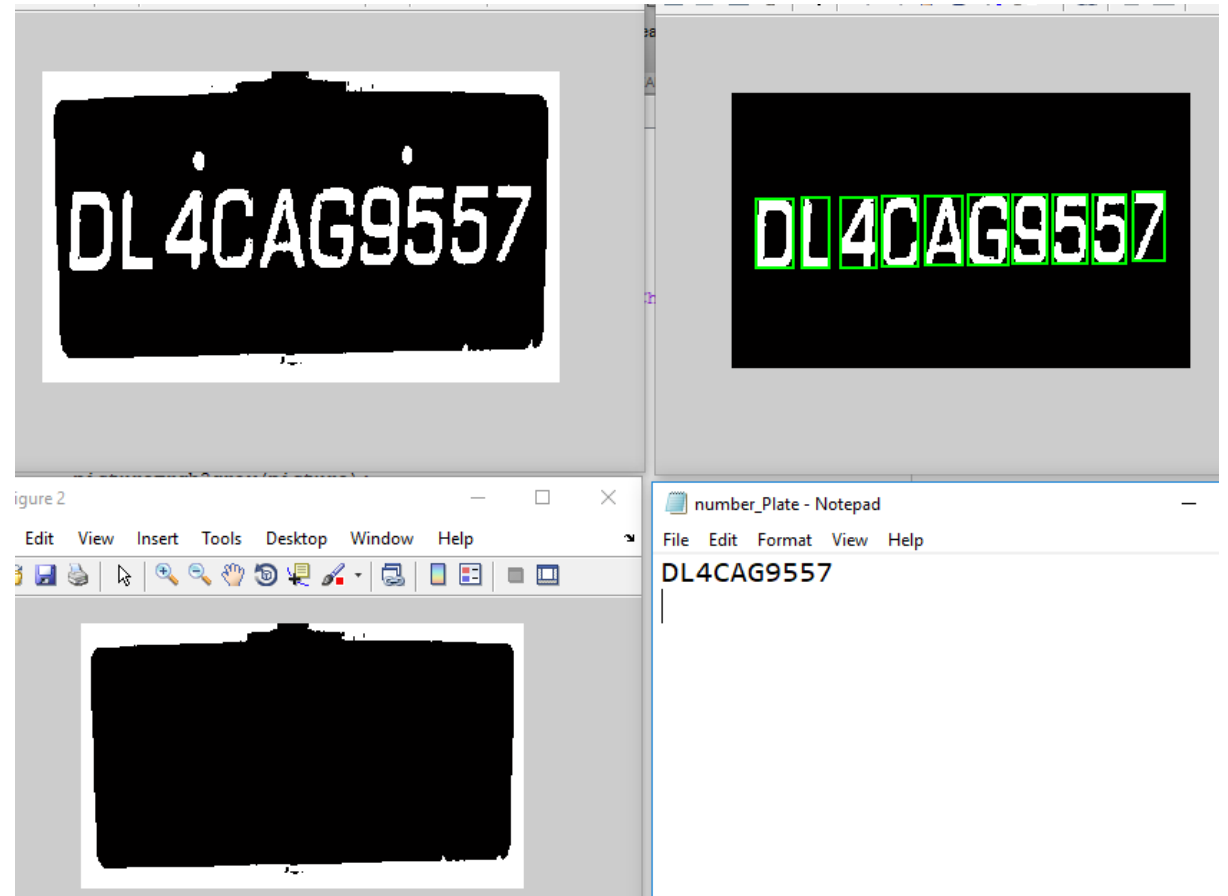 DL4CAG9557
DL4CAG9557
igure 2
Edit View Insert Tools Desktop Window Help
number_Plate - Notepad
File Edit Format View Help
DL4CAG9557